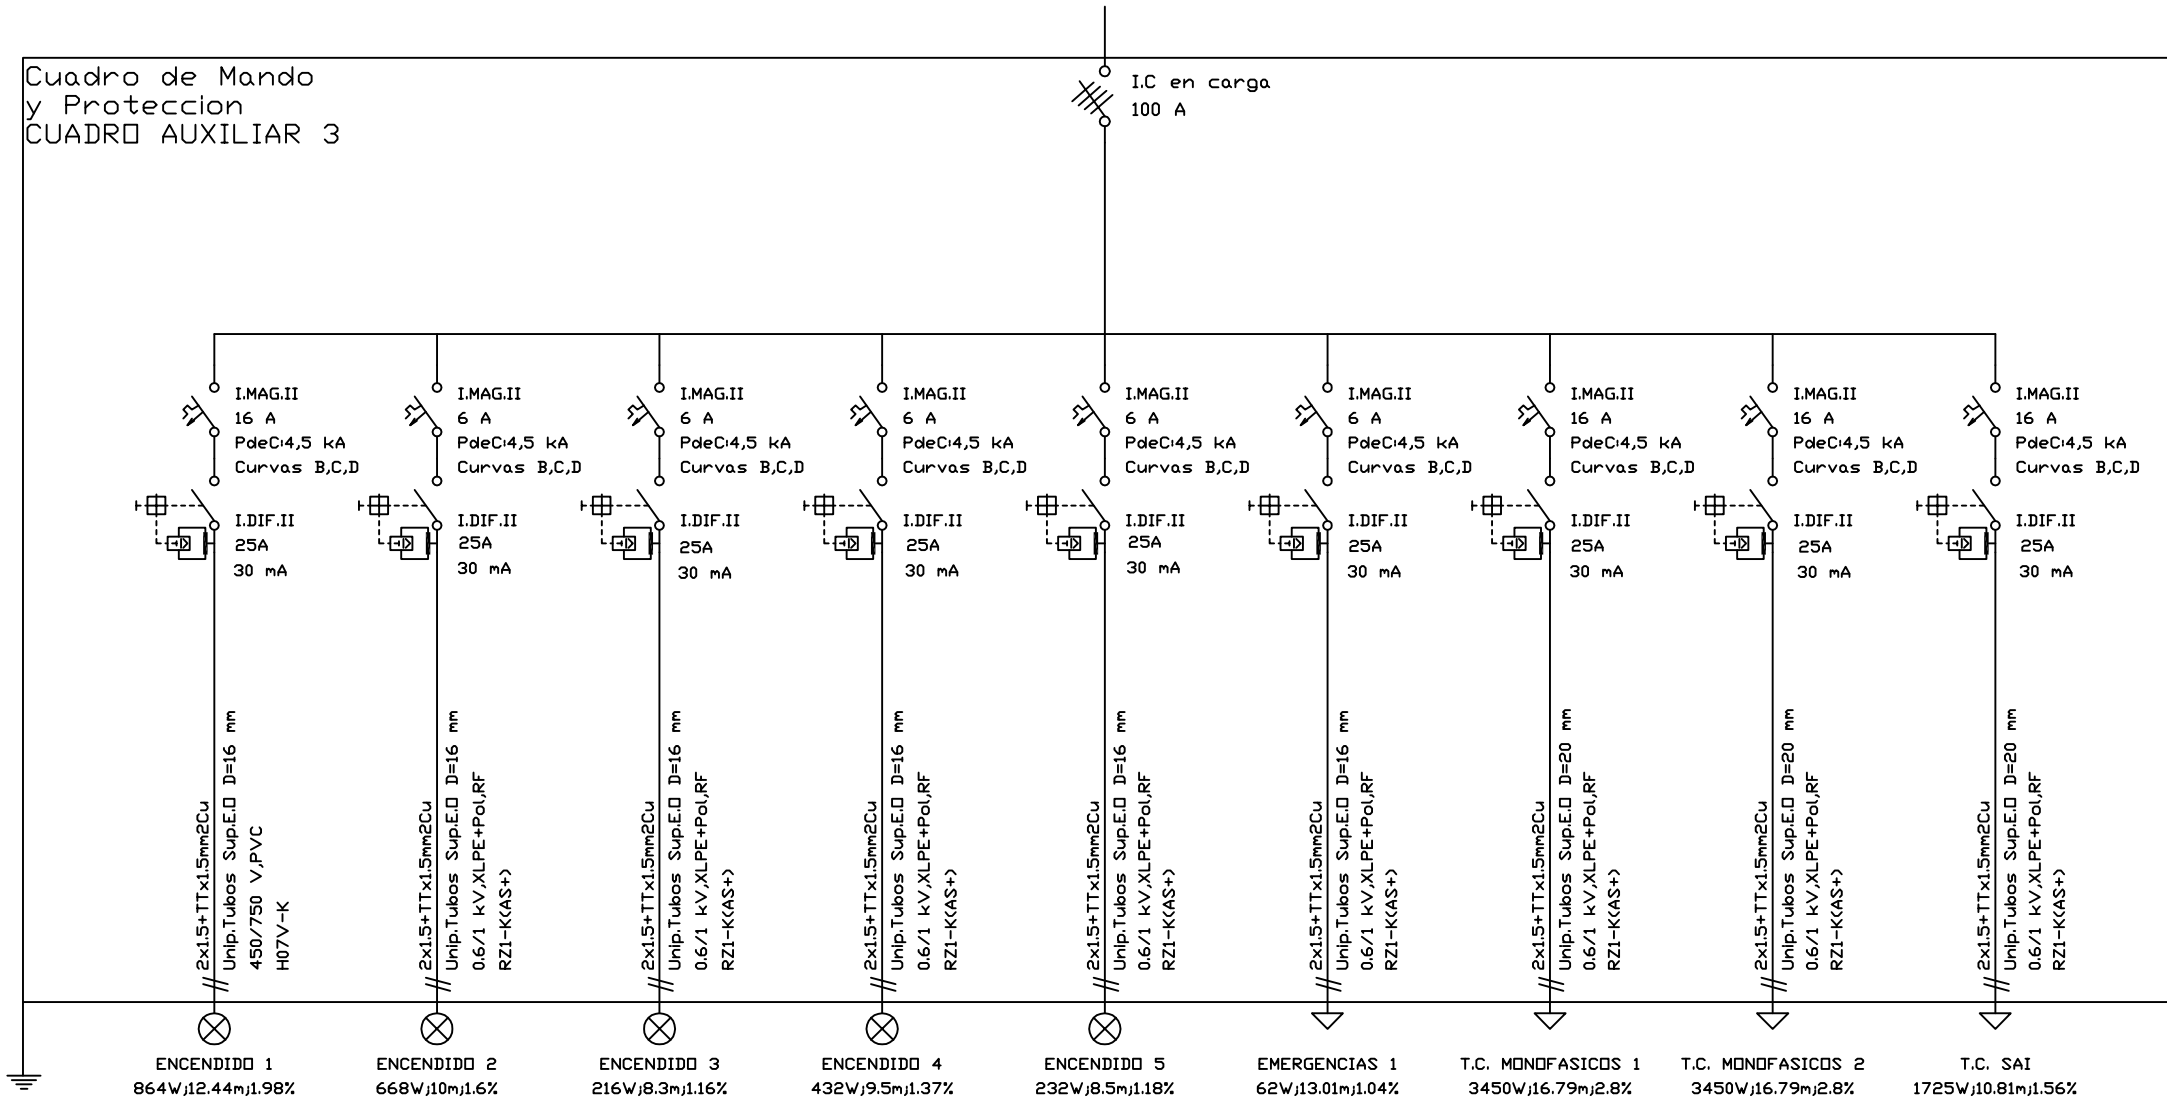 Cuadro de Mando
y Proteccion
CUADRO AUXILIAR 3
I.C en carga
100 A
I.MAG.II
16 A
PdeC:4,5 kA
Curvas B,C,D
I.DIF.II
25A
30 mA
2x1.5+TTx1.5mm2Cu
Unip.Tubos Sup.E.O D=16 mm
450/750 V,PVC
H07V-K
ENCENDIDO 1
864W;12.44m;1.98%
I.MAG.II
6 A
PdeC:4,5 kA
Curvas B,C,D
I.DIF.II
25A
30 mA
2x1.5+TTx1.5mm2Cu
Unip.Tubos Sup.E.O D=16 mm
0.6/1 kV,XLPE+Pol,RF
RZ1-K(AS+)
ENCENDIDO 2
668W;10m;1.6%
I.MAG.II
6 A
PdeC:4,5 kA
Curvas B,C,D
I.DIF.II
25A
30 mA
2x1.5+TTx1.5mm2Cu
Unip.Tubos Sup.E.O D=16 mm
0.6/1 kV,XLPE+Pol,RF
RZ1-K(AS+)
ENCENDIDO 3
216W;8.3m;1.16%
I.MAG.II
6 A
PdeC:4,5 kA
Curvas B,C,D
I.DIF.II
25A
30 mA
2x1.5+TTx1.5mm2Cu
Unip.Tubos Sup.E.O D=16 mm
0.6/1 kV,XLPE+Pol,RF
RZ1-K(AS+)
ENCENDIDO 4
432W;9.5m;1.37%
I.MAG.II
6 A
PdeC:4,5 kA
Curvas B,C,D
I.DIF.II
25A
30 mA
2x1.5+TTx1.5mm2Cu
Unip.Tubos Sup.E.O D=16 mm
0.6/1 kV,XLPE+Pol,RF
RZ1-K(AS+)
ENCENDIDO 5
232W;8.5m;1.18%
I.MAG.II
6 A
PdeC:4,5 kA
Curvas B,C,D
I.DIF.II
25A
30 mA
2x1.5+TTx1.5mm2Cu
Unip.Tubos Sup.E.O D=16 mm
0.6/1 kV,XLPE+Pol,RF
RZ1-K(AS+)
EMERGENCIAS 1
62W;13.01m;1.04%
I.MAG.II
16 A
PdeC:4,5 kA
Curvas B,C,D
I.DIF.II
25A
30 mA
2x1.5+TTx1.5mm2Cu
Unip.Tubos Sup.E.O D=20 mm
0.6/1 kV,XLPE+Pol,RF
RZ1-K(AS+)
T.C. MONOFASICOS 1
3450W;16.79m;2.8%
I.MAG.II
16 A
PdeC:4,5 kA
Curvas B,C,D
I.DIF.II
25A
30 mA
2x1.5+TTx1.5mm2Cu
Unip.Tubos Sup.E.O D=20 mm
0.6/1 kV,XLPE+Pol,RF
RZ1-K(AS+)
T.C. MONOFASICOS 2
3450W;16.79m;2.8%
I.MAG.II
16 A
PdeC:4,5 kA
Curvas B,C,D
I.DIF.II
25A
30 mA
2x1.5+TTx1.5mm2Cu
Unip.Tubos Sup.E.O D=20 mm
0.6/1 kV,XLPE+Pol,RF
RZ1-K(AS+)
T.C. SAI
1725W;10.81m;1.56%